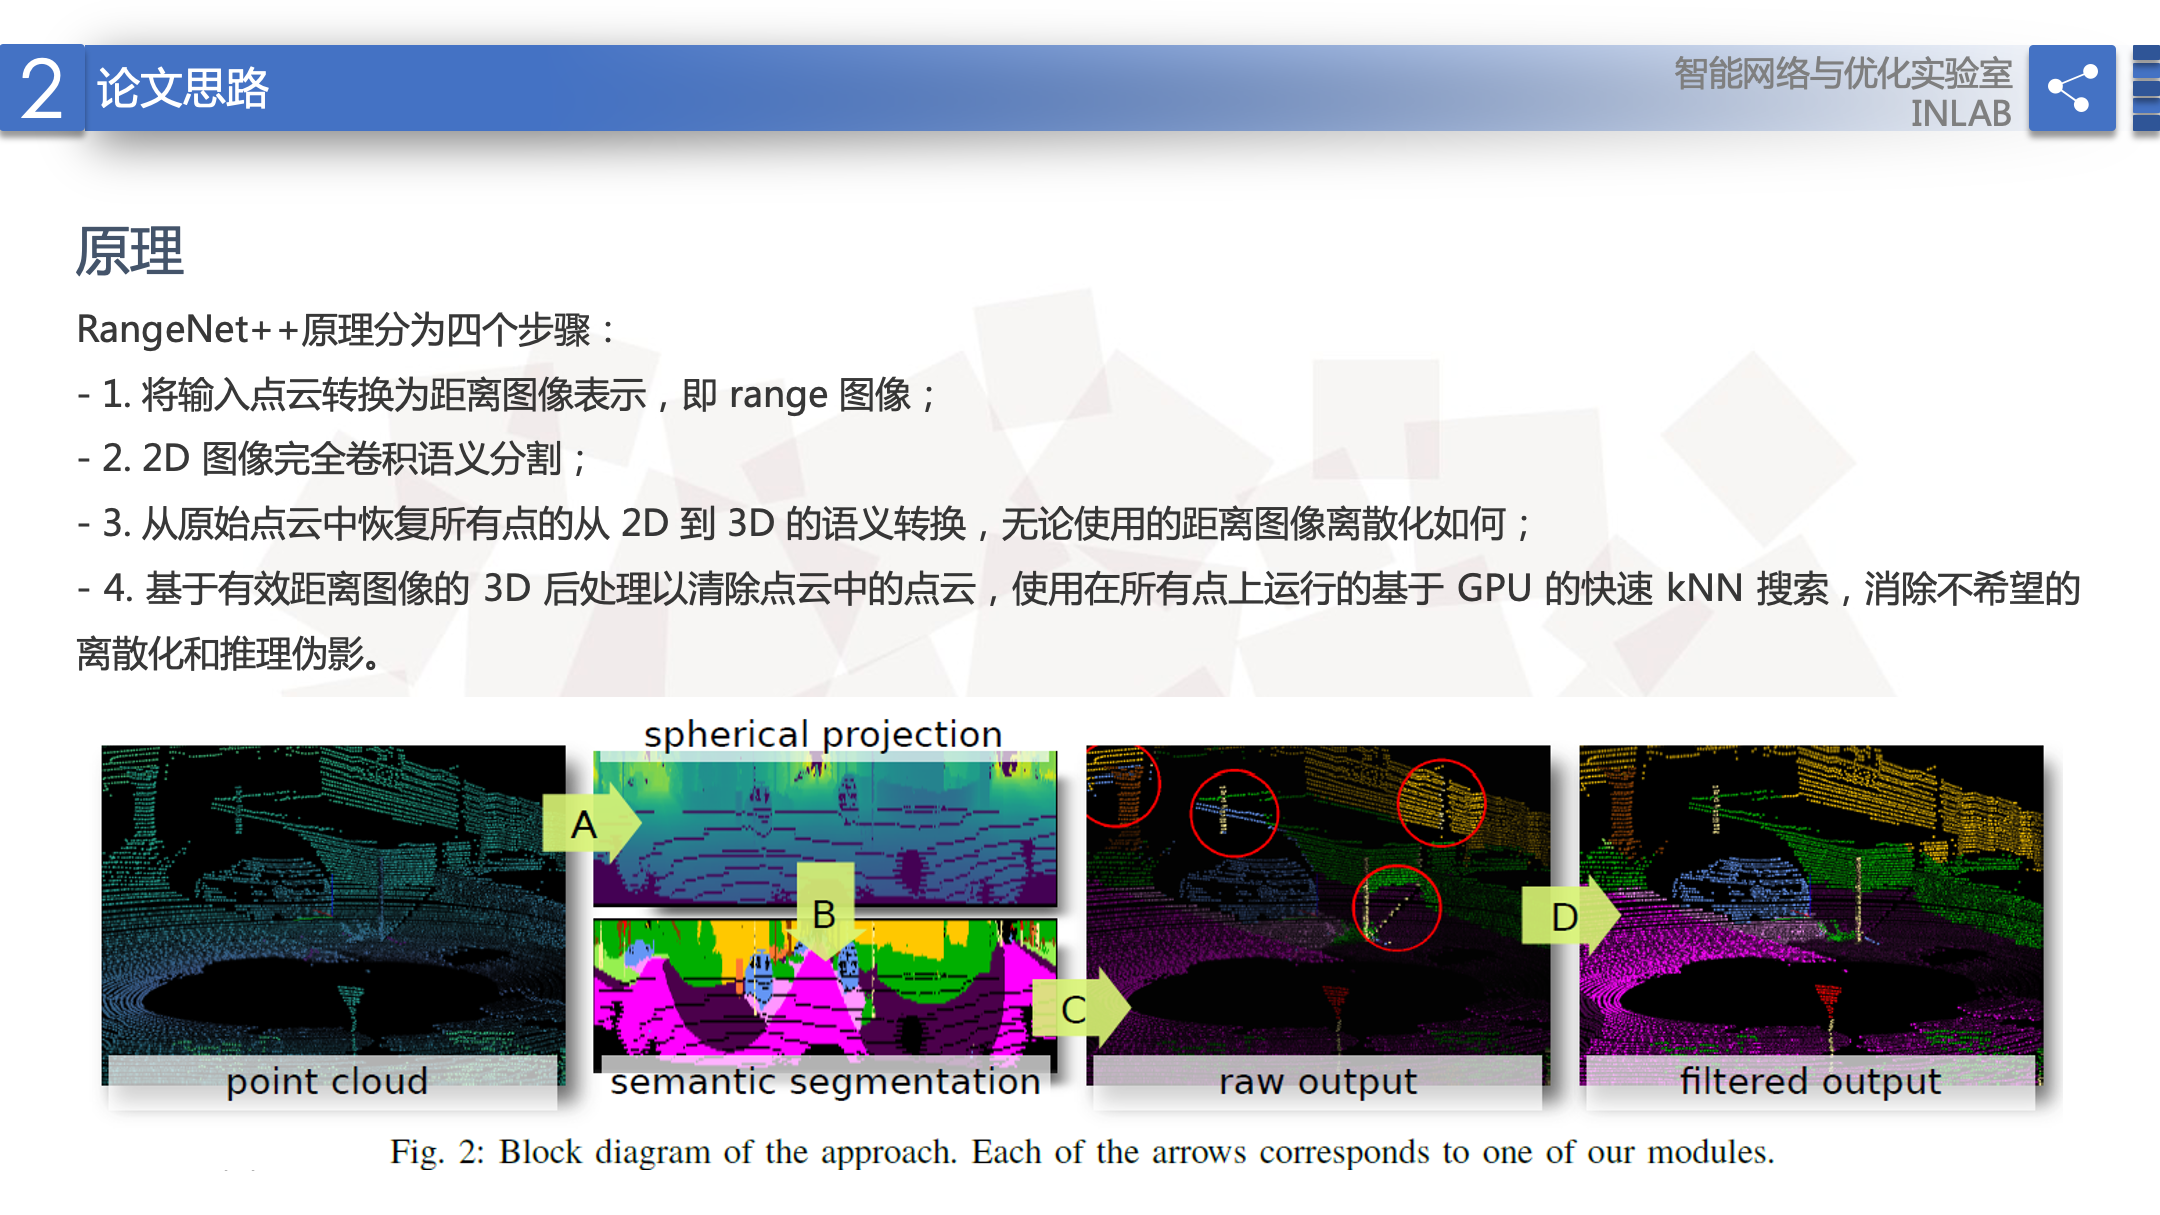 2 论文思路
智能网络与优化实验室
INLAB
原理
RangeNet++原理分为四个步骤：
- 1. 将输入点云转换为距离图像表示，即 range 图像；
- 2. 2D 图像完全卷积语义分割；
- 3. 从原始点云中恢复所有点的从 2D 到 3D 的语义转换，无论使用的距离图像离散化如何；
- 4. 基于有效距离图像的 3D 后处理以清除点云中的点云，使用在所有点上运行的基于 GPU 的快速 kNN 搜索，消除不希望的
离散化和推理伪影。
spherical projection
A
B
C
D
point cloud
semantic segmentation
raw output
filtered output
Fig. 2: Block diagram of the approach. Each of the arrows corresponds to one of our modules.